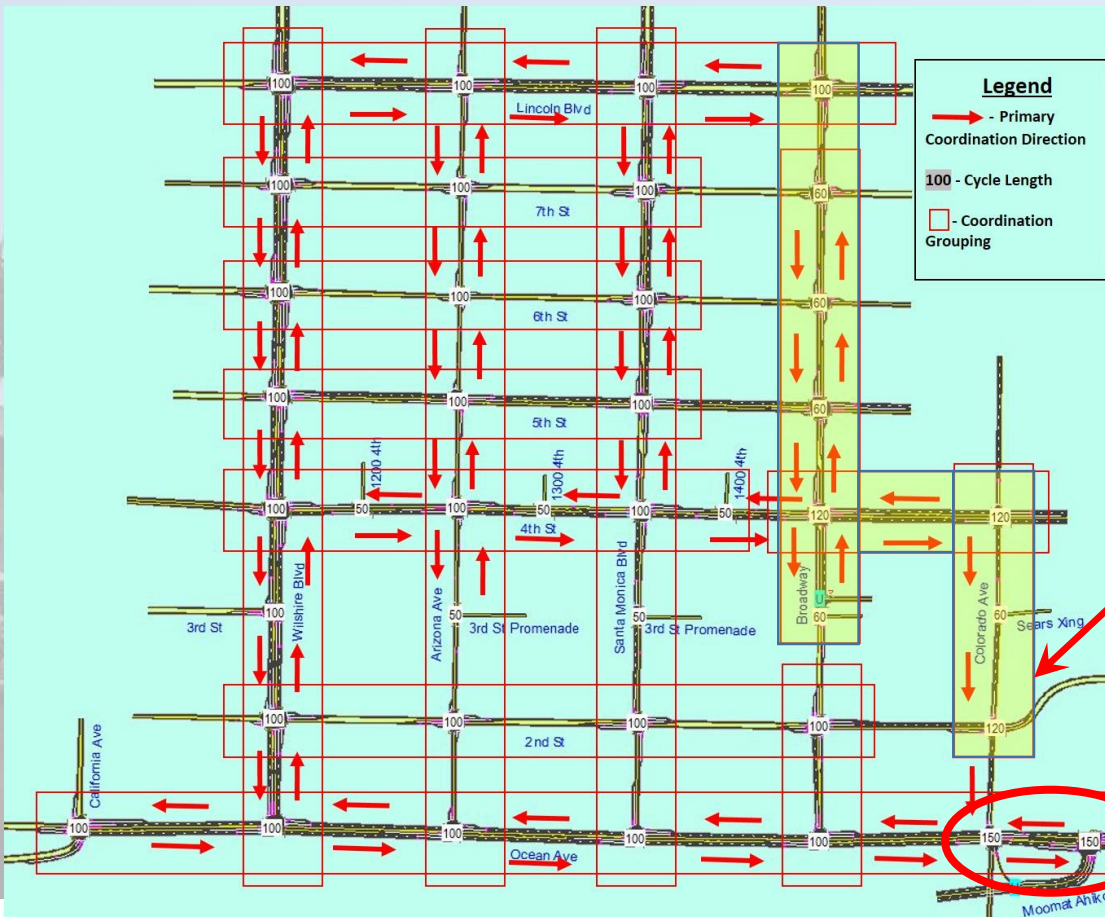 100
100
100
100
Lincoln Blvd
Legend
- Primary
Coordination Direction
100 - Cycle Length
- Coordination
Grouping
100
100
100
60
7th St
100
100
100
60
6th St
100
100
100
60
5th St
1200 4th
1300 4th
1400 4th
100
50
100
50
100
50
120
120
4th St
Wilshire Blvd
Arizona Ave
Santa Monica Blvd
Broadway
Colorado Ave
3rd St
100
50
3rd St Promenade
50
3rd St Promenade
60
60
Sears Xing
100
100
100
100
120
2nd St
California Ave
100
100
100
100
100
150
150
Ocean Ave